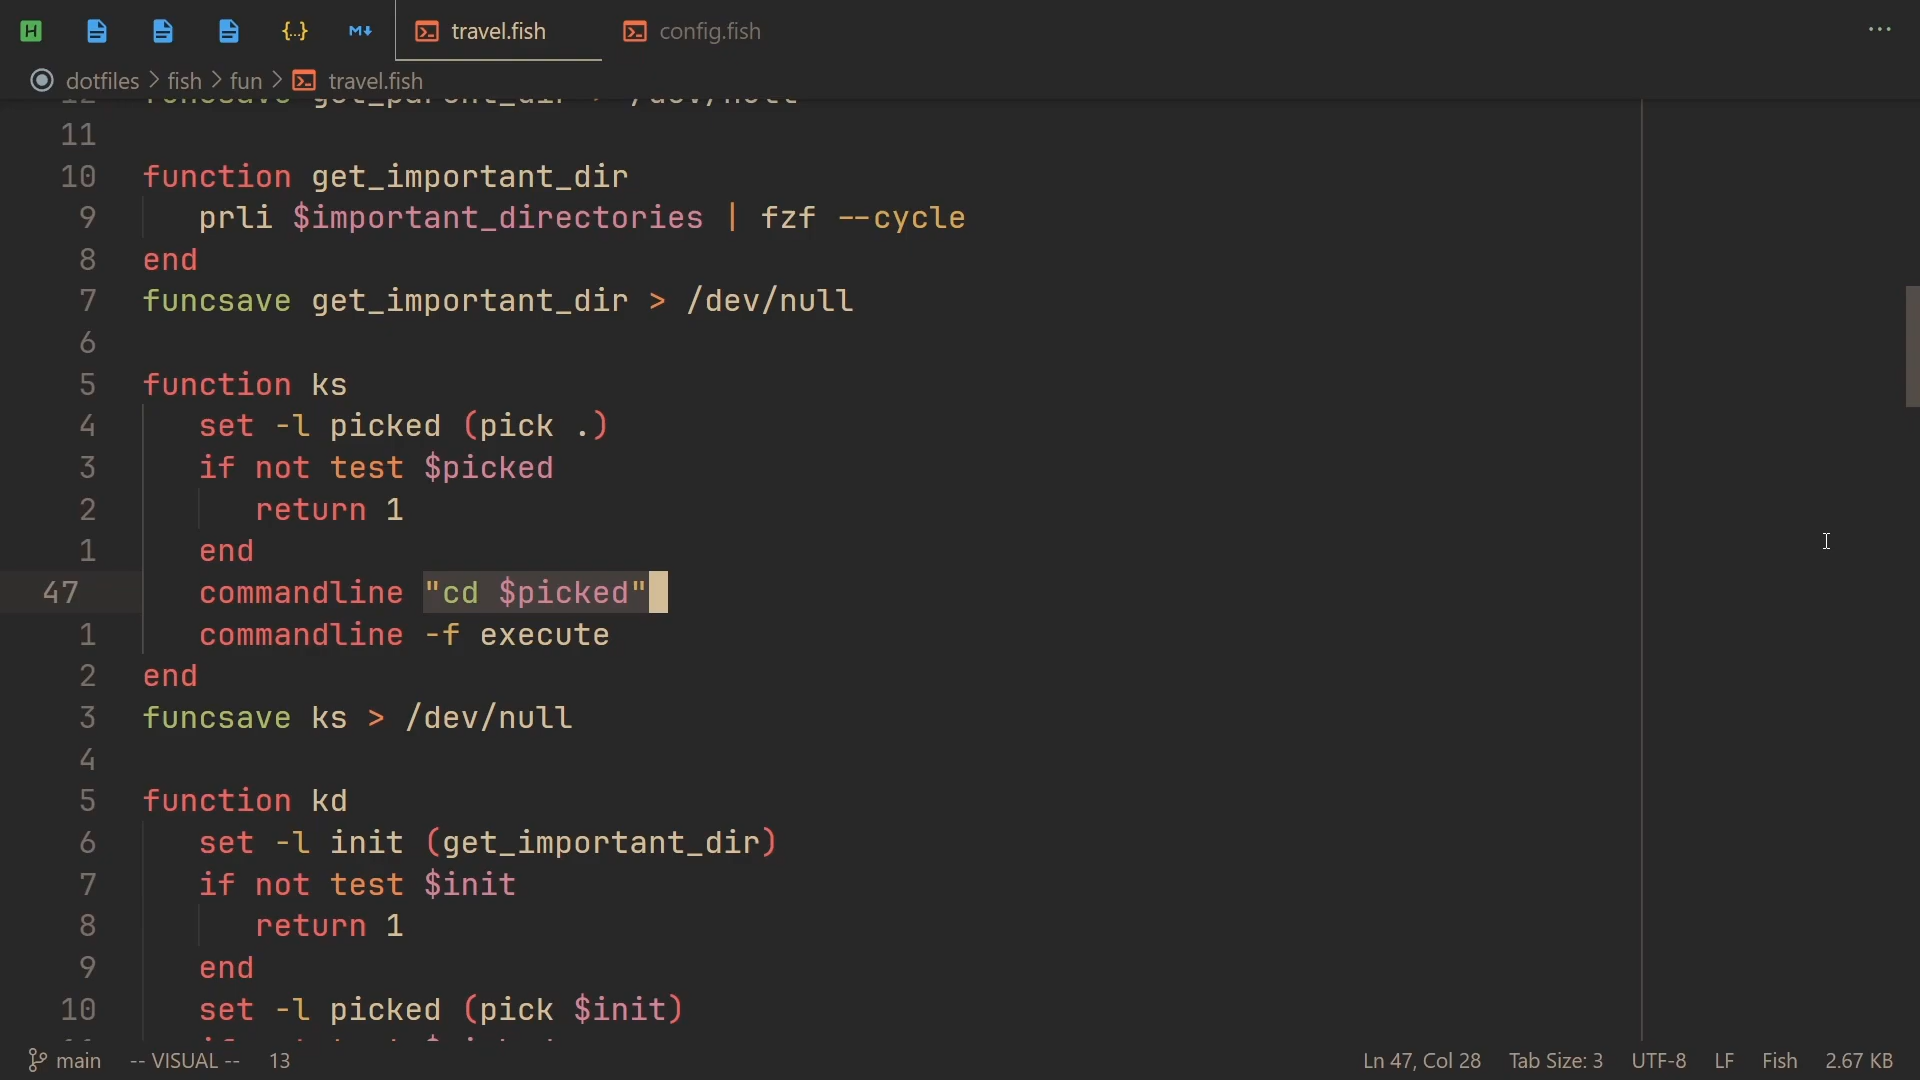 H {..} M↓ travel.fish config.fish ...
dotfiles > fish > fun > travel.fish
12 funcsave get_parent_dir > /dev/null
11
10 function get_important_dir
9 prli $important_directories | fzf --cycle
8 end
7 funcsave get_important_dir > /dev/null
6
5 function ks
4 set -l picked (pick .)
3 if not test $picked
2 return 1
1 end
47 commandline "cd $picked"
1 commandline -f execute
2 end
3 funcsave ks > /dev/null
4
5 function kd
6 set -l init (get_important_dir)
7 if not test $init
8 return 1
9 end
10 set -l picked (pick $init)
main -- VISUAL -- 13 Ln 47, Col 28 Tab Size: 3 UTF-8 LF Fish 2.67 KB